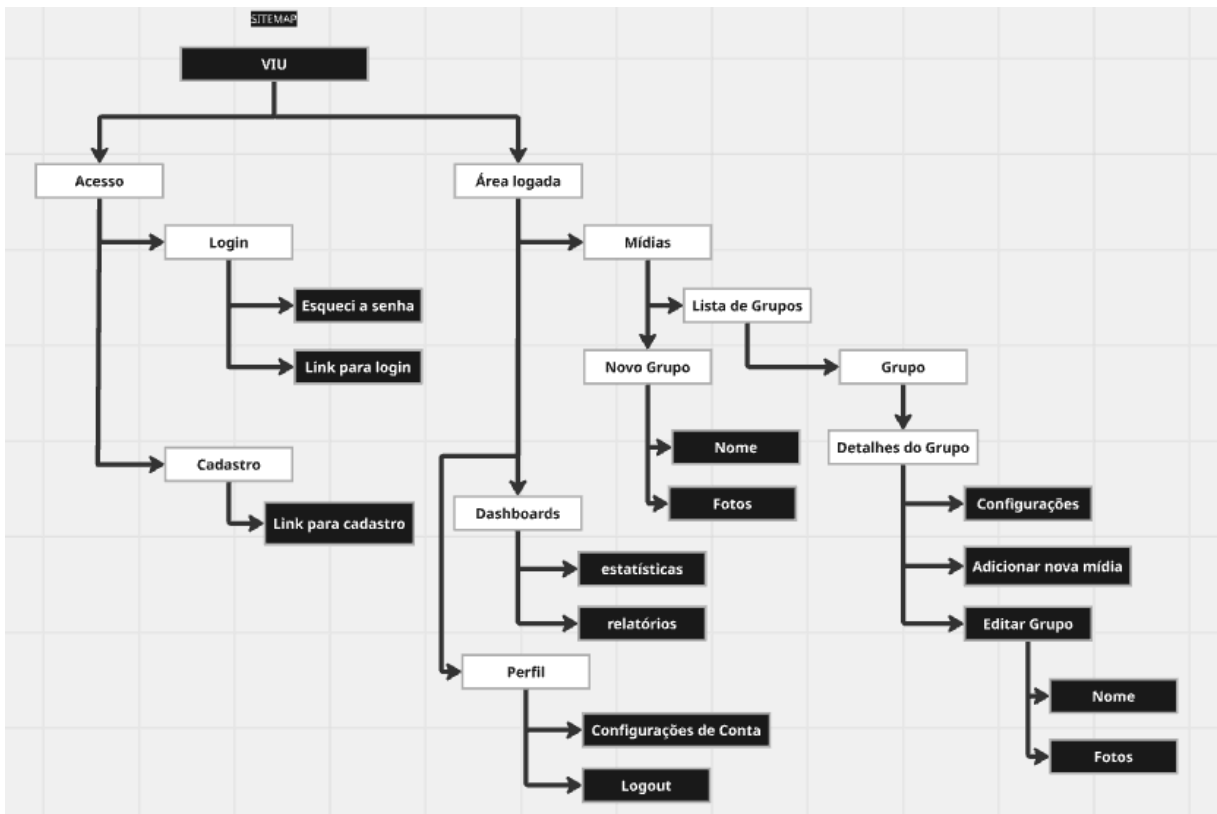 SITEMAP
VIU
Acesso
Área logada
Login
Mídias
Esqueci a senha
Lista de Grupos
Link para login
Novo Grupo
Grupo
Cadastro
Nome
Detalhes do Grupo
Link para cadastro
Dashboards
Fotos
Configurações
estatísticas
Adicionar nova mídia
relatórios
Editar Grupo
Perfil
Nome
Configurações de Conta
Fotos
Logout